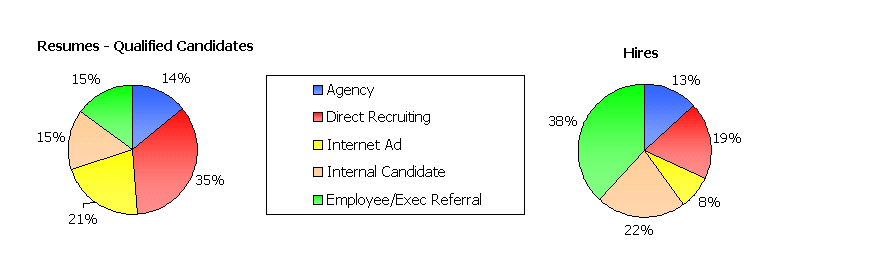 Resumes - Qualified Candidates
15%
14%
15%
35%
21%
Agency
Direct Recruiting
Internet Ad
Internal Candidate
Employee/Exec Referral
Hires
13%
38%
19%
8%
22%